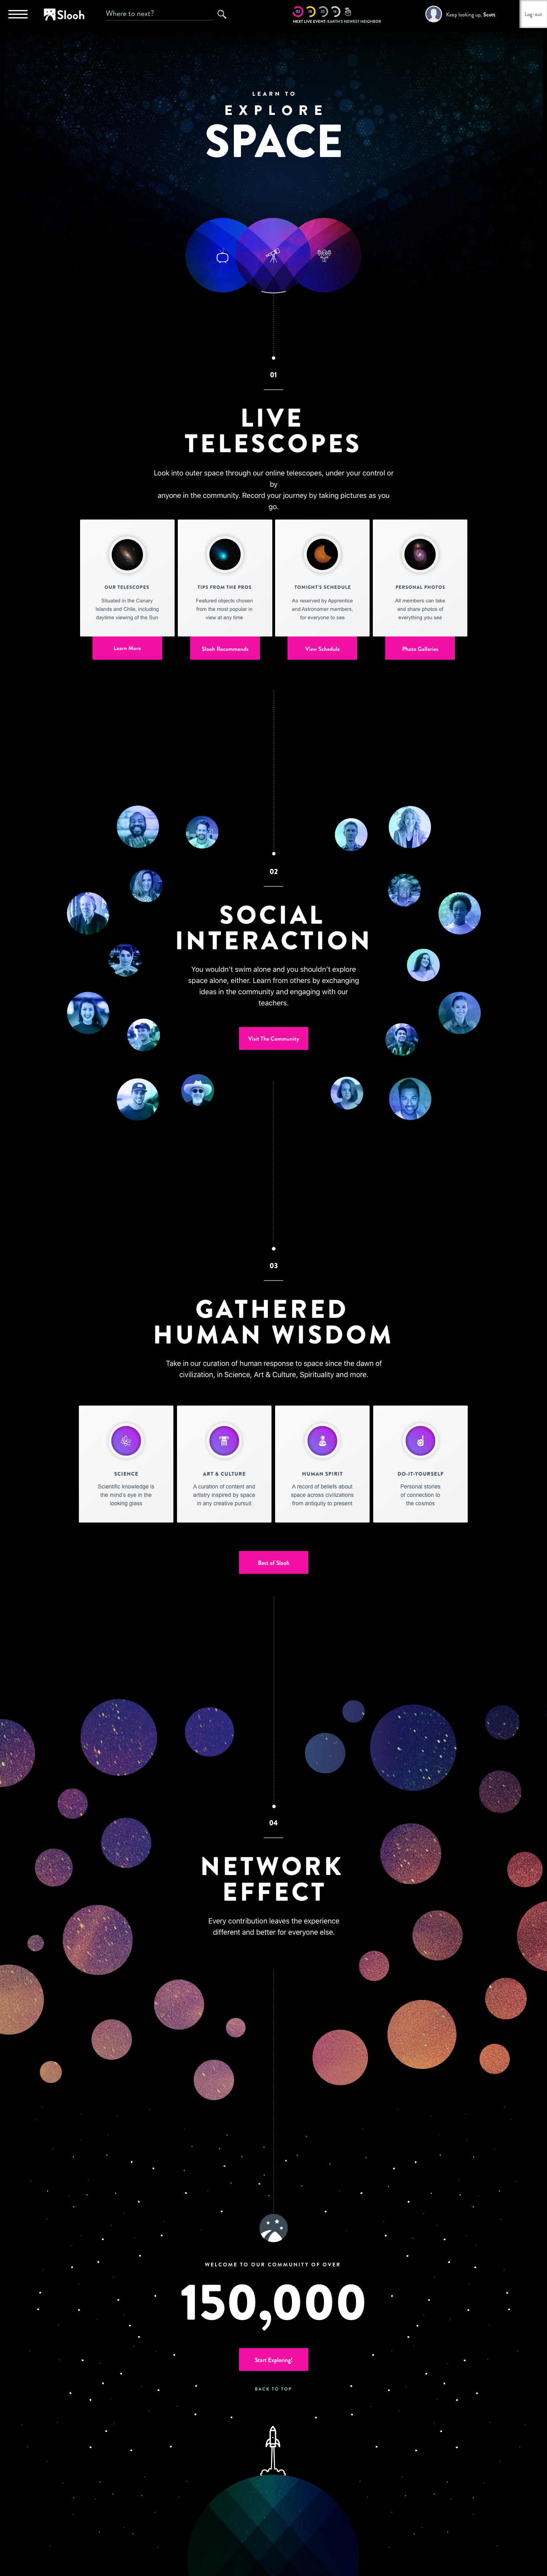 Slooh
Where to next?
NEXT LIVE EVENT: EARTH'S NEWEST NEIGHBOR
Keep looking up, Scott
Log-out
LEARN TO
EXPLORE
SPACE
01
LIVE
TELESCOPES
Look into outer space through our online telescopes, under your control or
by
anyone in the community. Record your journey by taking pictures as you
go.
OUR TELESCOPES
Situated in the Canary
Islands and Chile, including
daytime viewing of the Sun
Learn More
TIPS FROM THE PROS
Featured objects chosen
from the most popular in
view at any time
Slooh Recommends
TONIGHT'S SCHEDULE
As reserved by Apprentice
and Astronomer members,
for everyone to see
View Schedule
PERSONAL PHOTOS
All members can take
and share photos of
everything you see
Photo Galleries
02
SOCIAL
INTERACTION
You wouldn't swim alone and you shouldn't explore
space alone, either. Learn from others by exchanging
ideas in the community and engaging with our
teachers.
Visit The Community
03
GATHERED
HUMAN WISDOM
Take in our curation of human response to space since the dawn of
civilization, in Science, Art & Culture, Spirituality and more.
SCIENCE
Scientific knowledge is
the mind's eye in the
looking glass
ART & CULTURE
A curation of content and
artistry inspired by space
in any creative pursuit
HUMAN SPIRIT
A record of beliefs about
space across civilizations
from antiquity to present
DO-IT-YOURSELF
Personal stories
of connection to
the cosmos
Best of Slooh
04
NETWORK
EFFECT
Every contribution leaves the experience
different and better for everyone else.
WELCOME TO OUR COMMUNITY OF OVER
150,000
Start Exploring!
BACK TO TOP